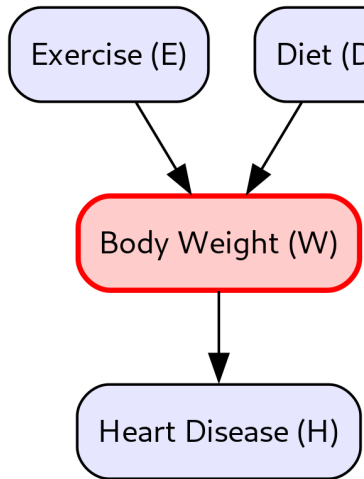 Exercise (E)
Diet (D
Body Weight (W)
Heart Disease (H)